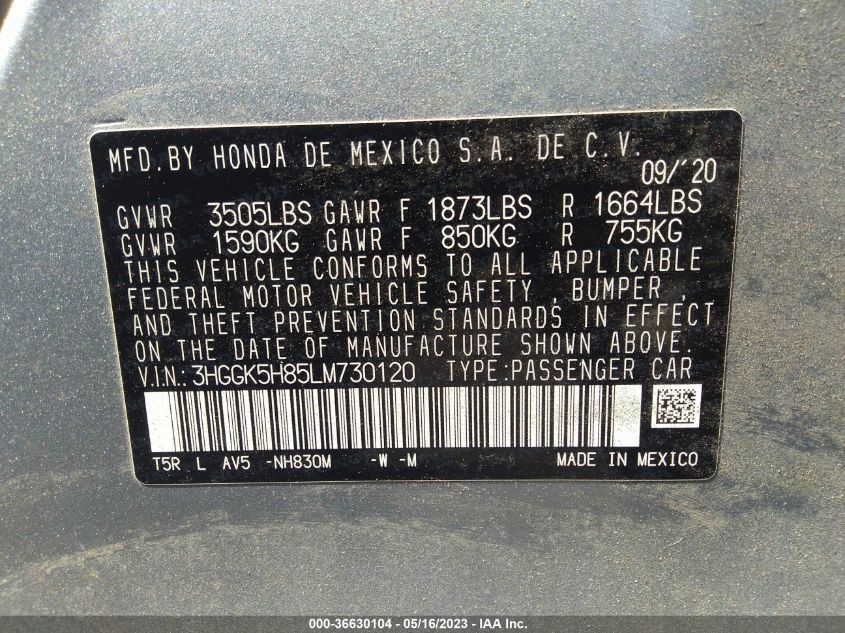 MFD.BY HONDA DE MEXICO S.A. DE C.V.
09/'20
GVWR 3505LBS GAWR F 1873LBS R 1664LBS
GVWR 1590KG GAWR F 850KG R 755KG
THIS VEHICLE CONFORMS TO ALL APPLICABLE
FEDERAL MOTOR VEHICLE SAFETY , BUMPER ,
AND THEFT PREVENTION STANDARDS IN EFFECT
ON THE DATE OF MANUFACTURE SHOWN ABOVE.
V.I.N.: 3HGGK5H85LM730120 TYPE:PASSENGER CAR
T5R L AV5 -NH830M -W -M MADE IN MEXICO
000-36630104 - 05/16/2023 - IAA Inc.